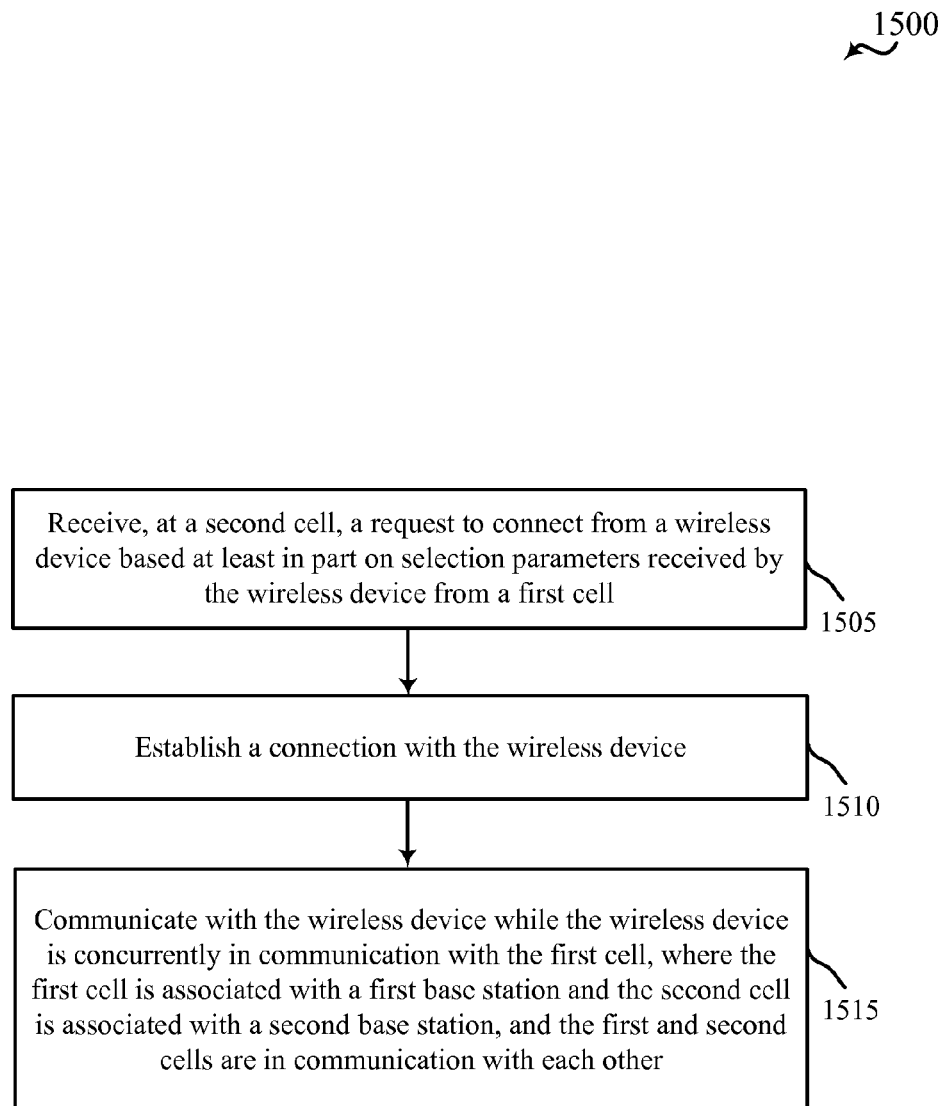 1500
Receive, at a second cell, a request to connect from a wireless
device based at least in part on selection parameters received by
the wireless device from a first cell
1505
Establish a connection with the wireless device
1510
Communicate with the wireless device while the wireless device
is concurrently in communication with the first cell, where the
first cell is associated with a first base station and the second cell
is associated with a second base station, and the first and second
cells are in communication with each other
1515